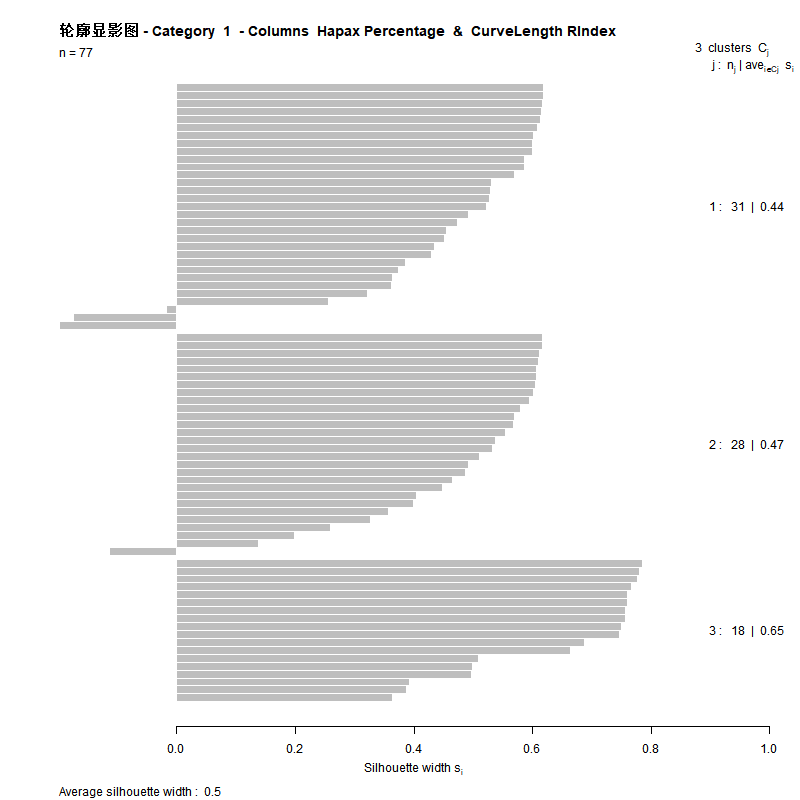 轮廓显影图 - Category 1 - Columns Hapax Percentage & CurveLength RIndex
n = 77
3 clusters Cj
j : nj | avei∈Cj si
1 : 31 | 0.44
2 : 28 | 0.47
3 : 18 | 0.65
0.0 0.2 0.4 0.6 0.8 1.0
Silhouette width si
Average silhouette width : 0.5